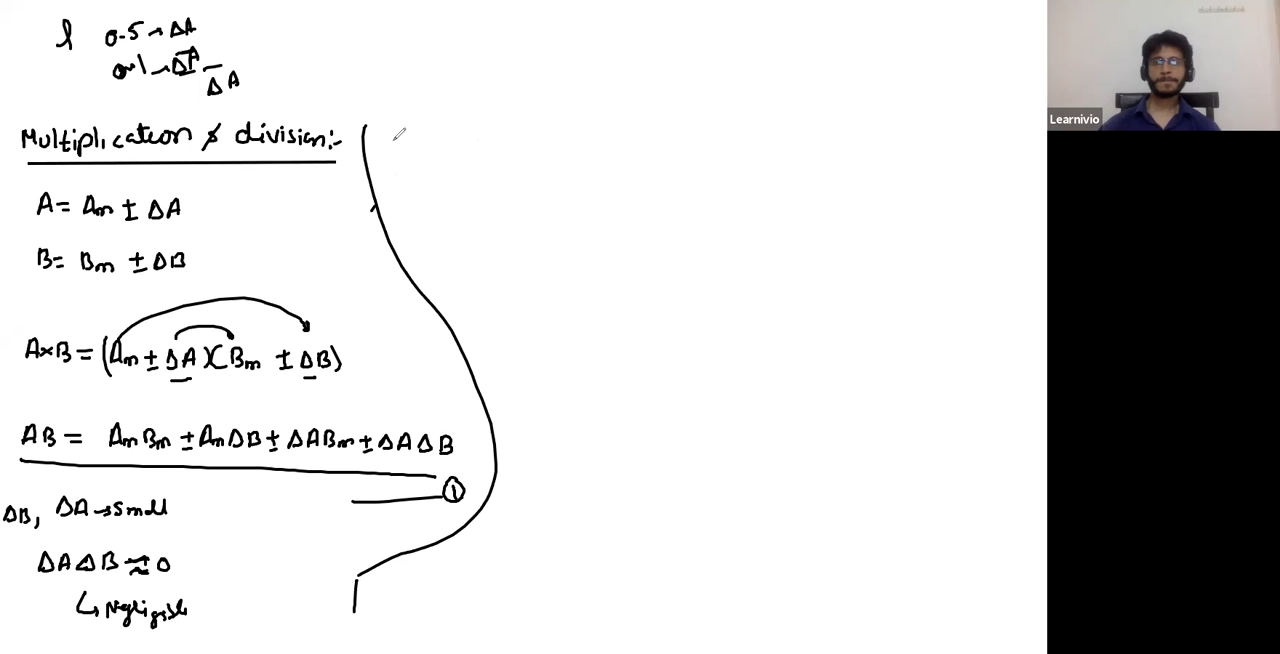 l 0.5 → ΔA
0.1 → ΔA
ΔA
Multiplication & division:-
A = Am ± ΔA
B = Bm ± ΔB
A×B = (Am ± ΔA)(Bm ± ΔB)
AB = AmBm ± AmΔB ± ΔABm ± ΔAΔB
①
ΔB, ΔA → small
ΔAΔB ≈ 0
↳ Negligible
Learnivio